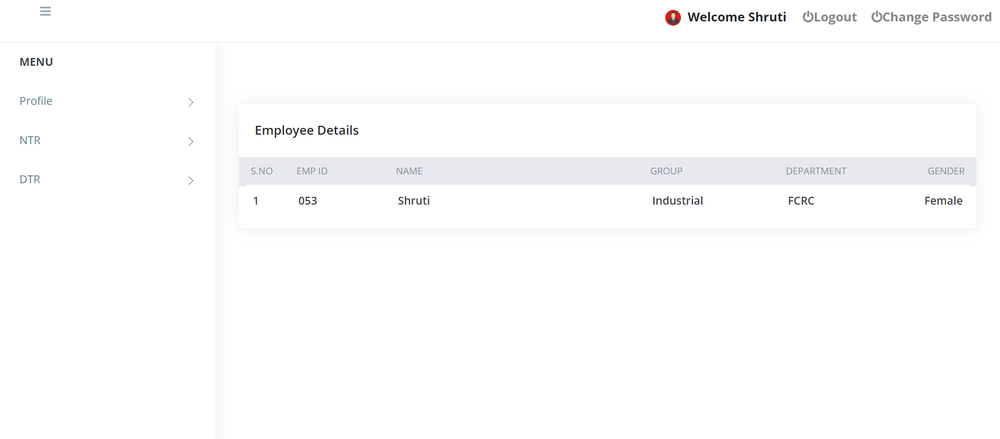 Welcome Shruti Logout Change Password
MENU
Profile
NTR
DTR
Employee Details
S.NO EMP ID NAME GROUP DEPARTMENT GENDER
1 053 Shruti Industrial FCRC Female